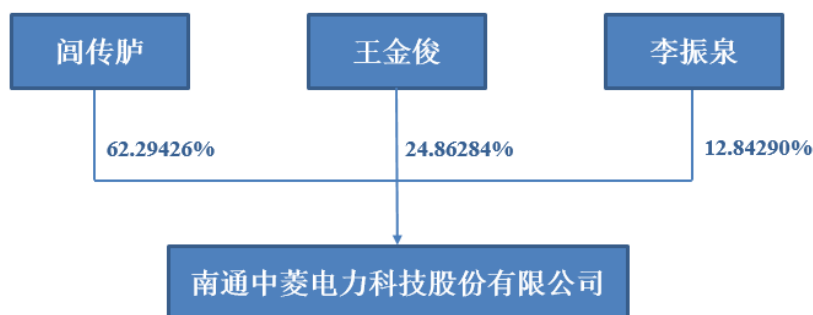 闾传胪
王金俊
李振泉
62.29426%
24.86284%
12.84290%
南通中菱电力科技股份有限公司